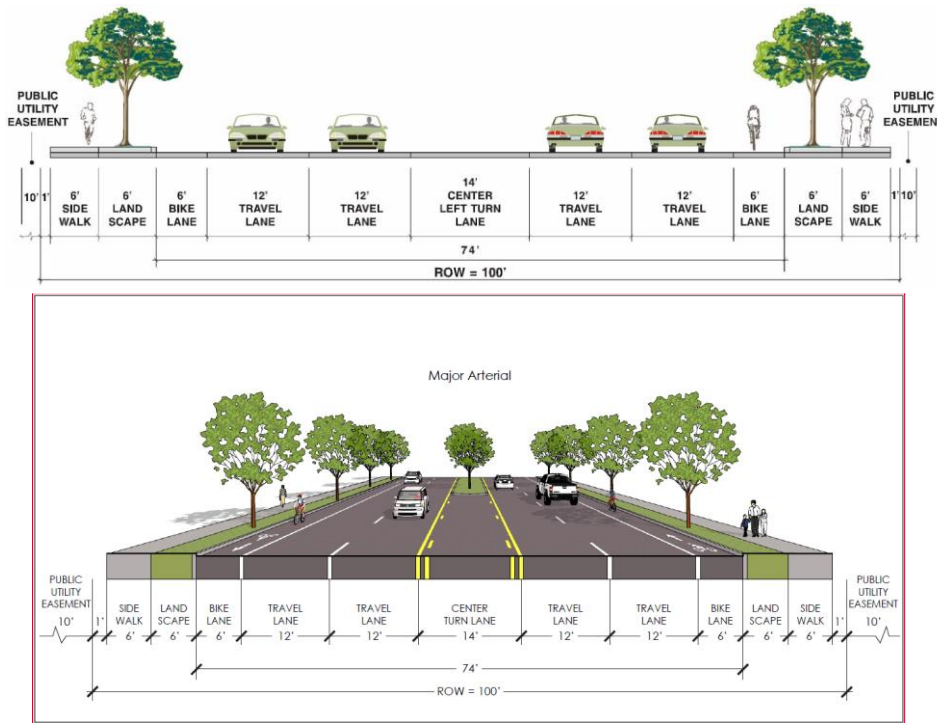 PUBLIC
UTILITY
EASEMENT
PUBLIC
UTILITY
EASEMENT
10' 1' 6' 6' 6' 12' 12' 14' 12' 12' 6' 6' 6' 1' 10'
SIDE WALK
LAND SCAPE
BIKE LANE
TRAVEL LANE
TRAVEL LANE
CENTER LEFT TURN LANE
TRAVEL LANE
TRAVEL LANE
BIKE LANE
LAND SCAPE
SIDE WALK
74'
ROW = 100'
Major Arterial
PUBLIC
UTILITY
EASEMENT
10'
1'
SIDE
WALK
6'
LAND
SCAPE
6'
BIKE
LANE
6'
TRAVEL
LANE
12'
TRAVEL
LANE
12'
CENTER
TURN LANE
14'
TRAVEL
LANE
12'
TRAVEL
LANE
12'
BIKE
LANE
6'
LAND
SCAPE
6'
SIDE
WALK
6'
1'
PUBLIC
UTILITY
EASEMENT
10'
74'
ROW = 100'